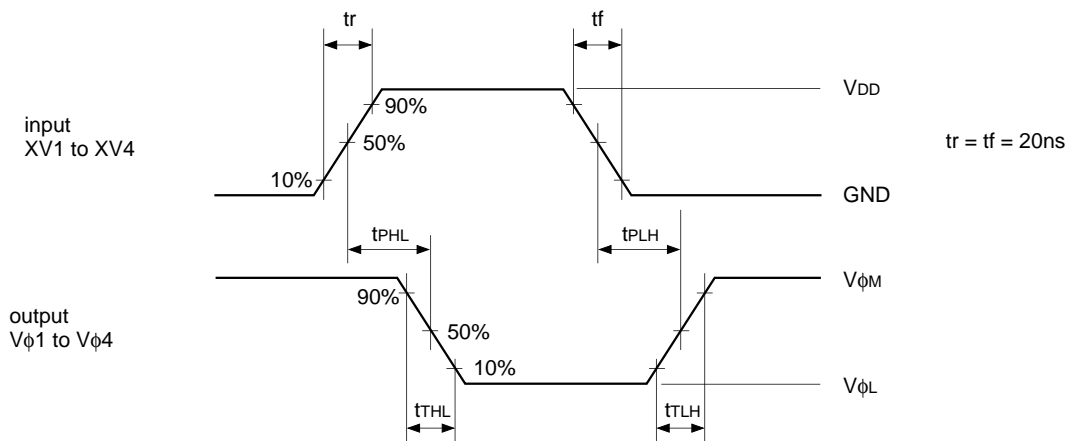 tr
tf
VDD
90%
input
XV1 to XV4
50%
tr = tf = 20ns
10%
GND
tPHL
tPLH
VϕM
90%
output
Vϕ1 to Vϕ4
50%
10%
VϕL
tTHL
tTLH